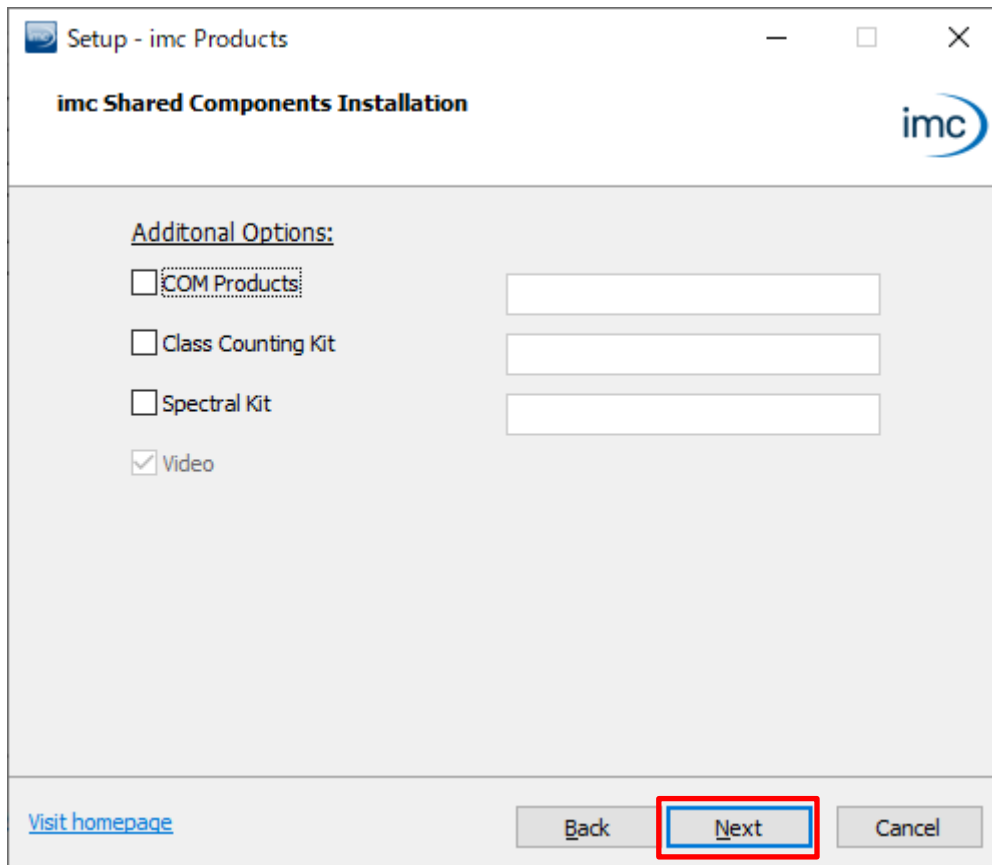 Setup - imc Products
imc Shared Components Installation
imc
Additonal Options:
COM Products
Class Counting Kit
Spectral Kit
Video
Visit homepage
Back
Next
Cancel